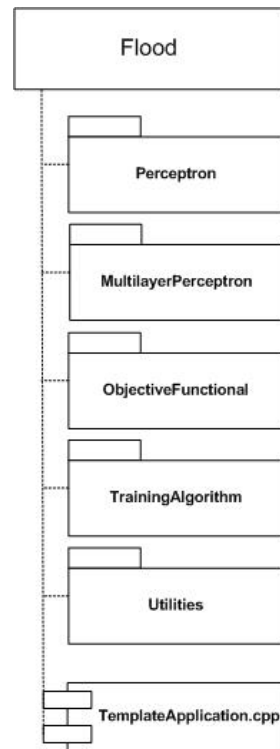 Flood
Perceptron
MultilayerPerceptron
ObjectiveFunctional
TrainingAlgorithm
Utilities
TemplateApplication.cpp